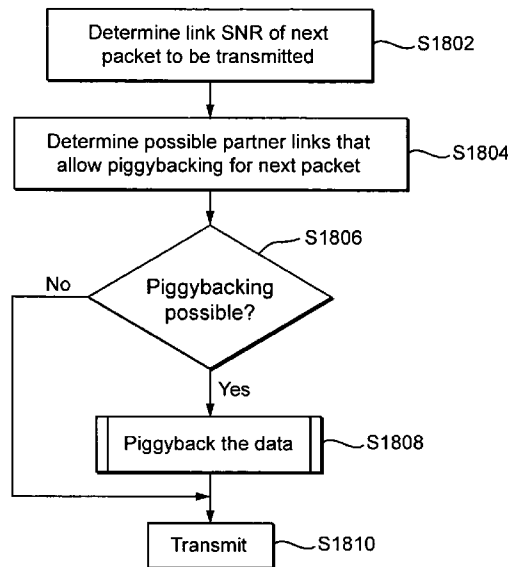 Determine link SNR of next
packet to be transmitted
S1802
Determine possible partner links that
allow piggybacking for next packet
S1804
S1806
Piggybacking
possible?
No
Yes
Piggyback the data
S1808
Transmit
S1810